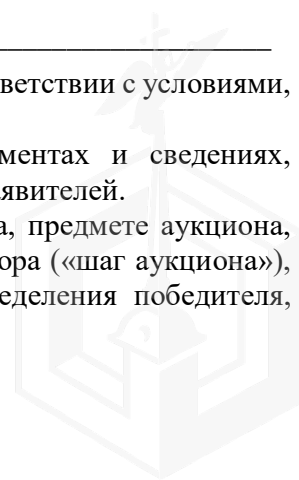 ветствии с условиями,
ментах и сведениях,
явителей.
а, предмете аукциона,
ора («шаг аукциона»),
еделения победителя,